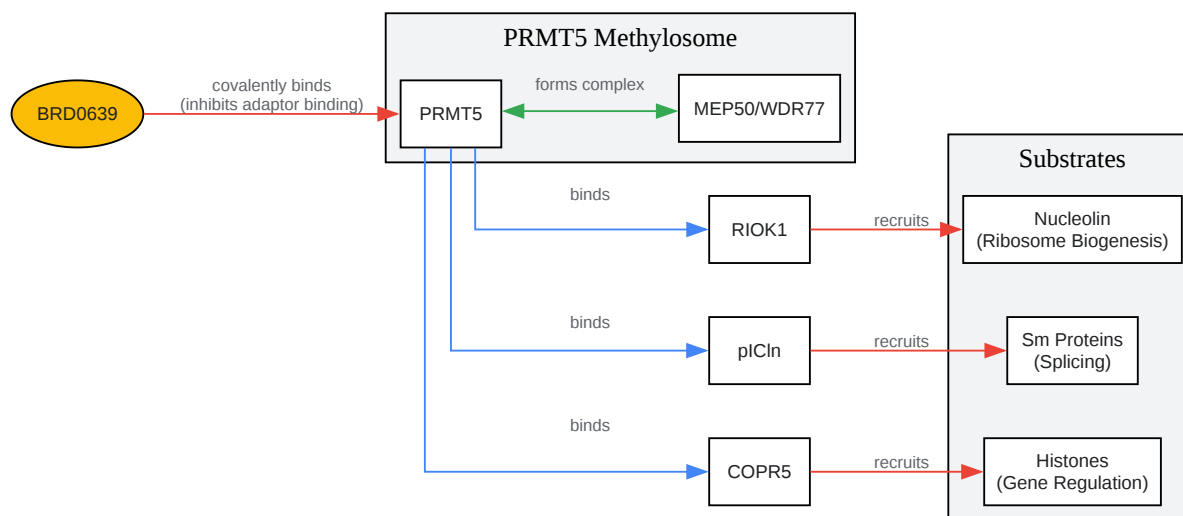 PRMT5 Methylosome
BRD0639
covalently binds
(inhibits adaptor binding)
PRMT5
forms complex
MEP50/WDR77
Substrates
binds
RIOK1
recruits
Nucleolin
(Ribosome Biogenesis)
binds
pICln
recruits
Sm Proteins
(Splicing)
binds
COPR5
recruits
Histones
(Gene Regulation)